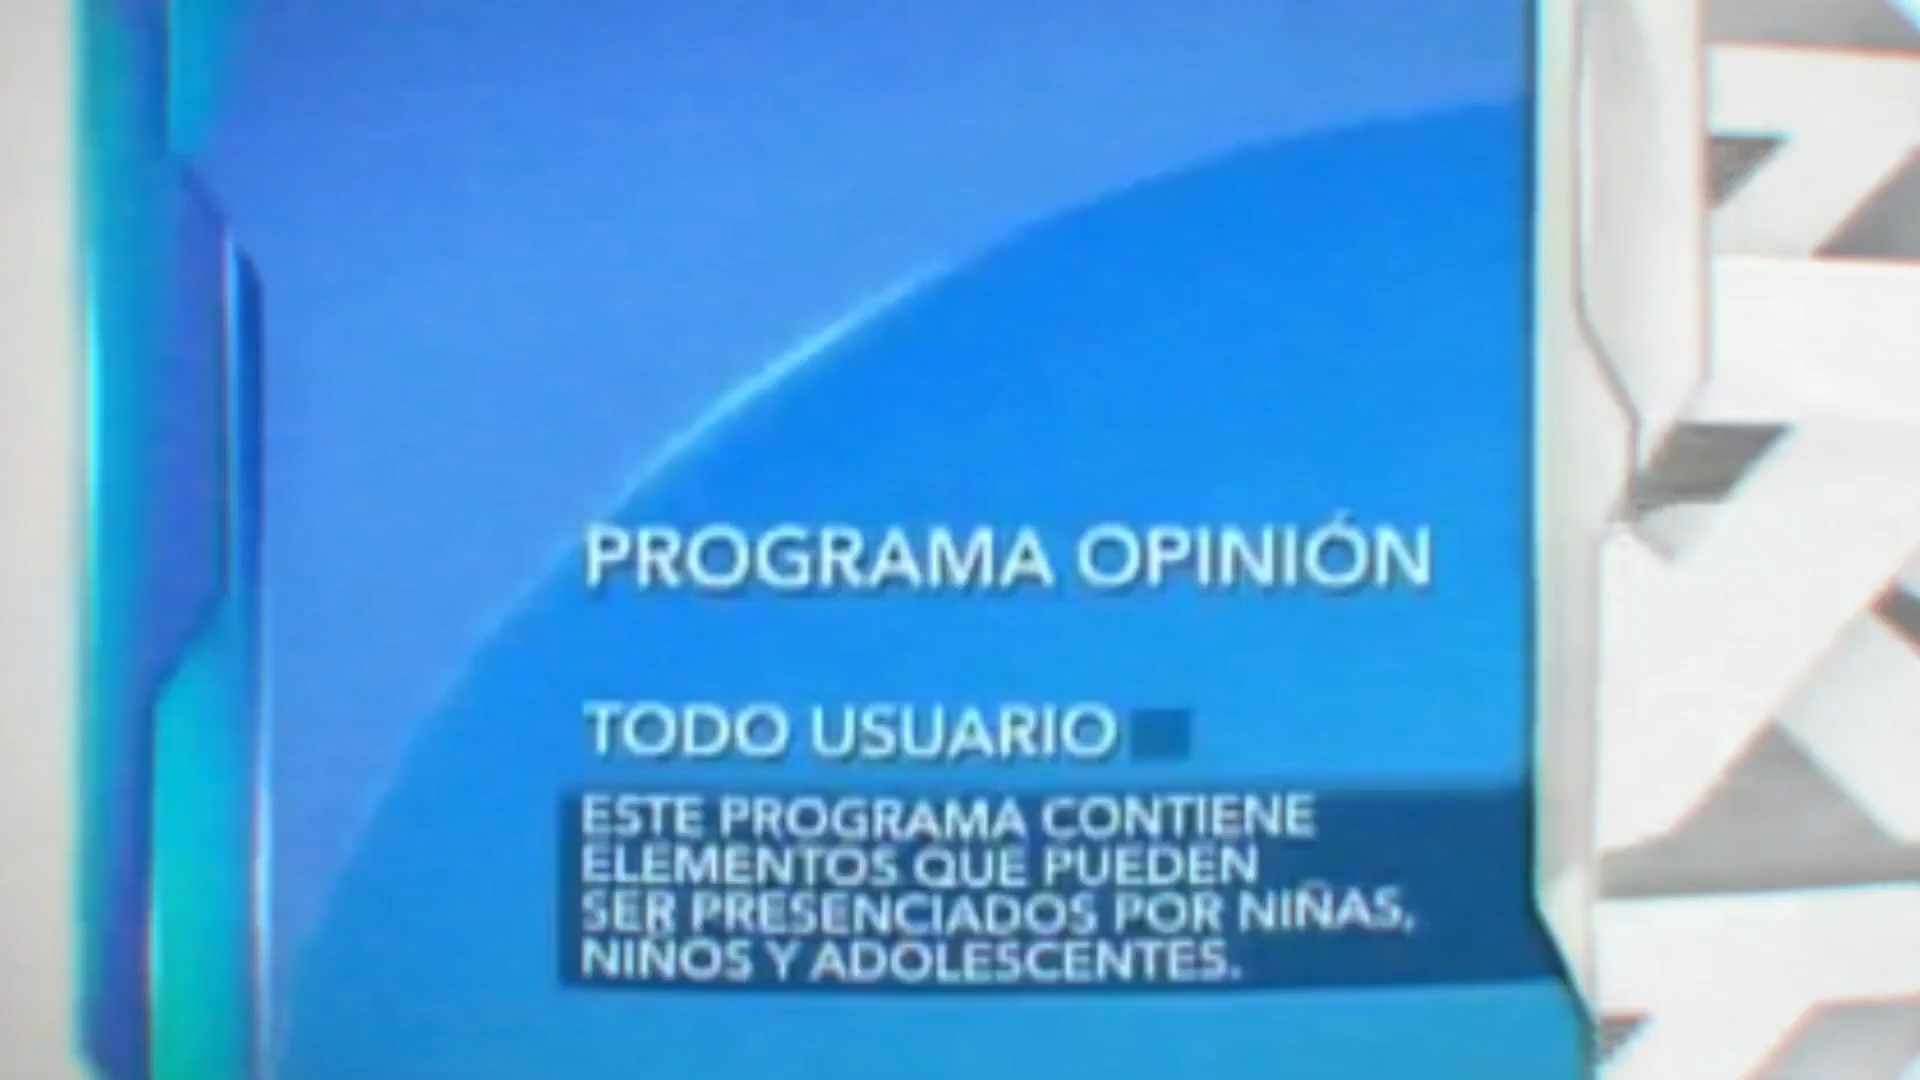 PROGRAMA OPINIÓN
TODO USUARIO
ESTE PROGRAMA CONTIENE
ELEMENTOS QUE PUEDEN
SER PRESENCIADOS POR NIÑAS,
NIÑOS Y ADOLESCENTES.